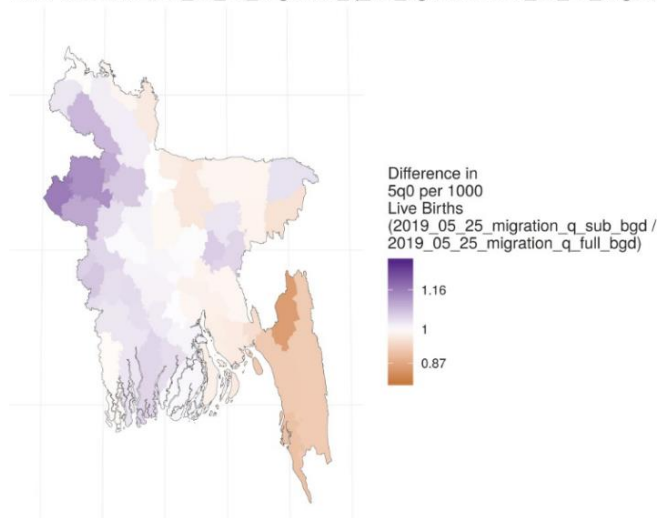 Difference in
5q0 per 1000
Live Births
(2019_05_25_migration_q_sub_bgd /
2019_05_25_migration_q_full_bgd)
1.16
1
0.87